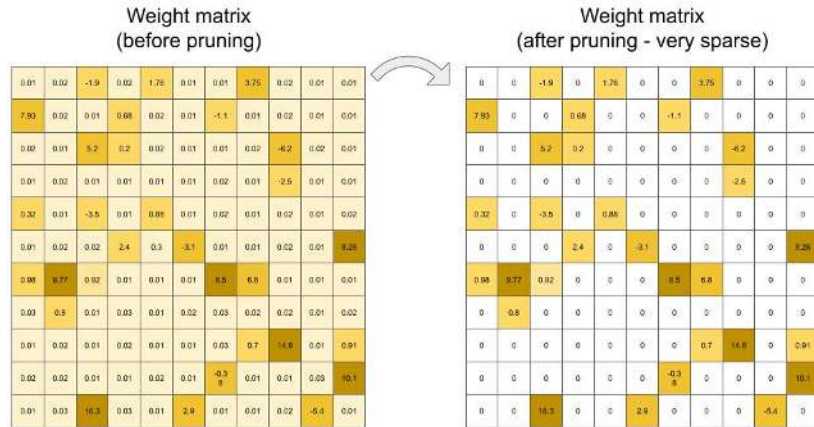 Weight matrix
(before pruning)
Weight matrix
(after pruning - very sparse)
0.01 0.02 -1.9 0.02 1.76 0.01 0.01 3.75 0.02 0.01 0.01
7.93 0.02 0.01 0.68 0.02 0.01 -1.1 0.01 0.01 0.01 0.01
0.02 0.01 5.2 0.2 0.01 0.01 0.01 0.02 -6.2 0.02 0.01
0.01 0.02 0.01 0.01 0.01 0.02 0.01 0.01 -2.5 0.01 0.01
0.32 0.01 -3.5 0.01 0.88 0.01 0.02 0.01 0.02 0.01 0.02
0.01 0.02 0.02 2.4 0.3 -3.1 0.01 0.01 0.02 0.01 8.26
0.98 9.77 0.92 0.01 0.01 0.01 8.5 6.8 0.01 0.01 0.01
0.03 0.8 0.01 0.03 0.01 0.02 0.03 0.02 0.02 0.02 0.01
0.01 0.02 0.02 0.02 0.01 0.01 0.03 0.7 14.8 0.01 0.91
0.02 0.02 0.01 0.01 0.02 0.01 -0.3
8 0.01 0.01 0.03 10.1
0.01 0.03 18.3 0.03 0.01 2.9 0.01 0.01 0.02 -5.4 0.01
0 0 -1.9 0 1.76 0 0 3.75 0 0 0
7.93 0 0 0.68 0 0 -1.1 0 0 0 0
0 0 5.2 0.2 0 0 0 0 -6.2 0 0
0 0 0 0 0 0 0 0 -2.5 0 0
0.32 0 -3.5 0 0.88 0 0 0 0 0 0
0 0 0 2.4 0 -3.1 0 0 0 0 8.26
0.98 9.77 0.92 0 0 0 8.5 6.8 0 0 0
0 0.8 0 0 0 0 0 0 0 0 0
0 0 0 0 0 0 0 0.7 14.8 0 0.91
0 0 0 0 0 0 -0.3
8 0 0 0 10.1
0 0 18.3 0 0 2.9 0 0 0 -5.4 0